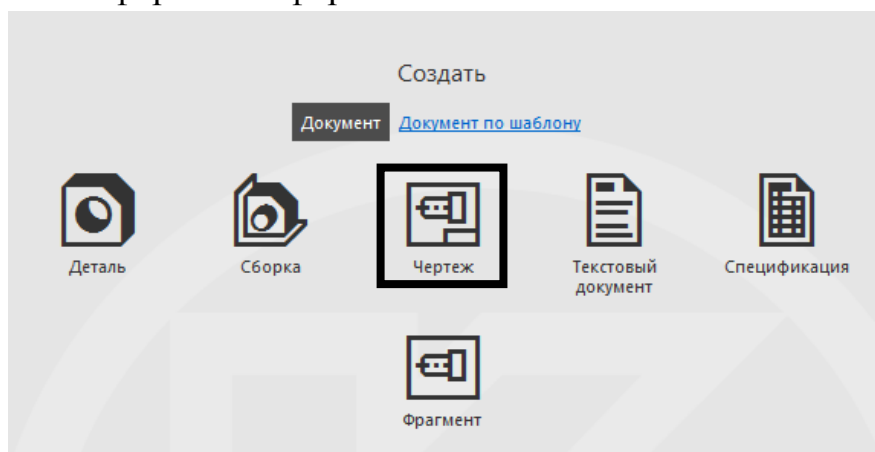 Создать
Документ Документ по шаблону
Деталь Сборка Чертеж Текстовый документ Спецификация
Фрагмент